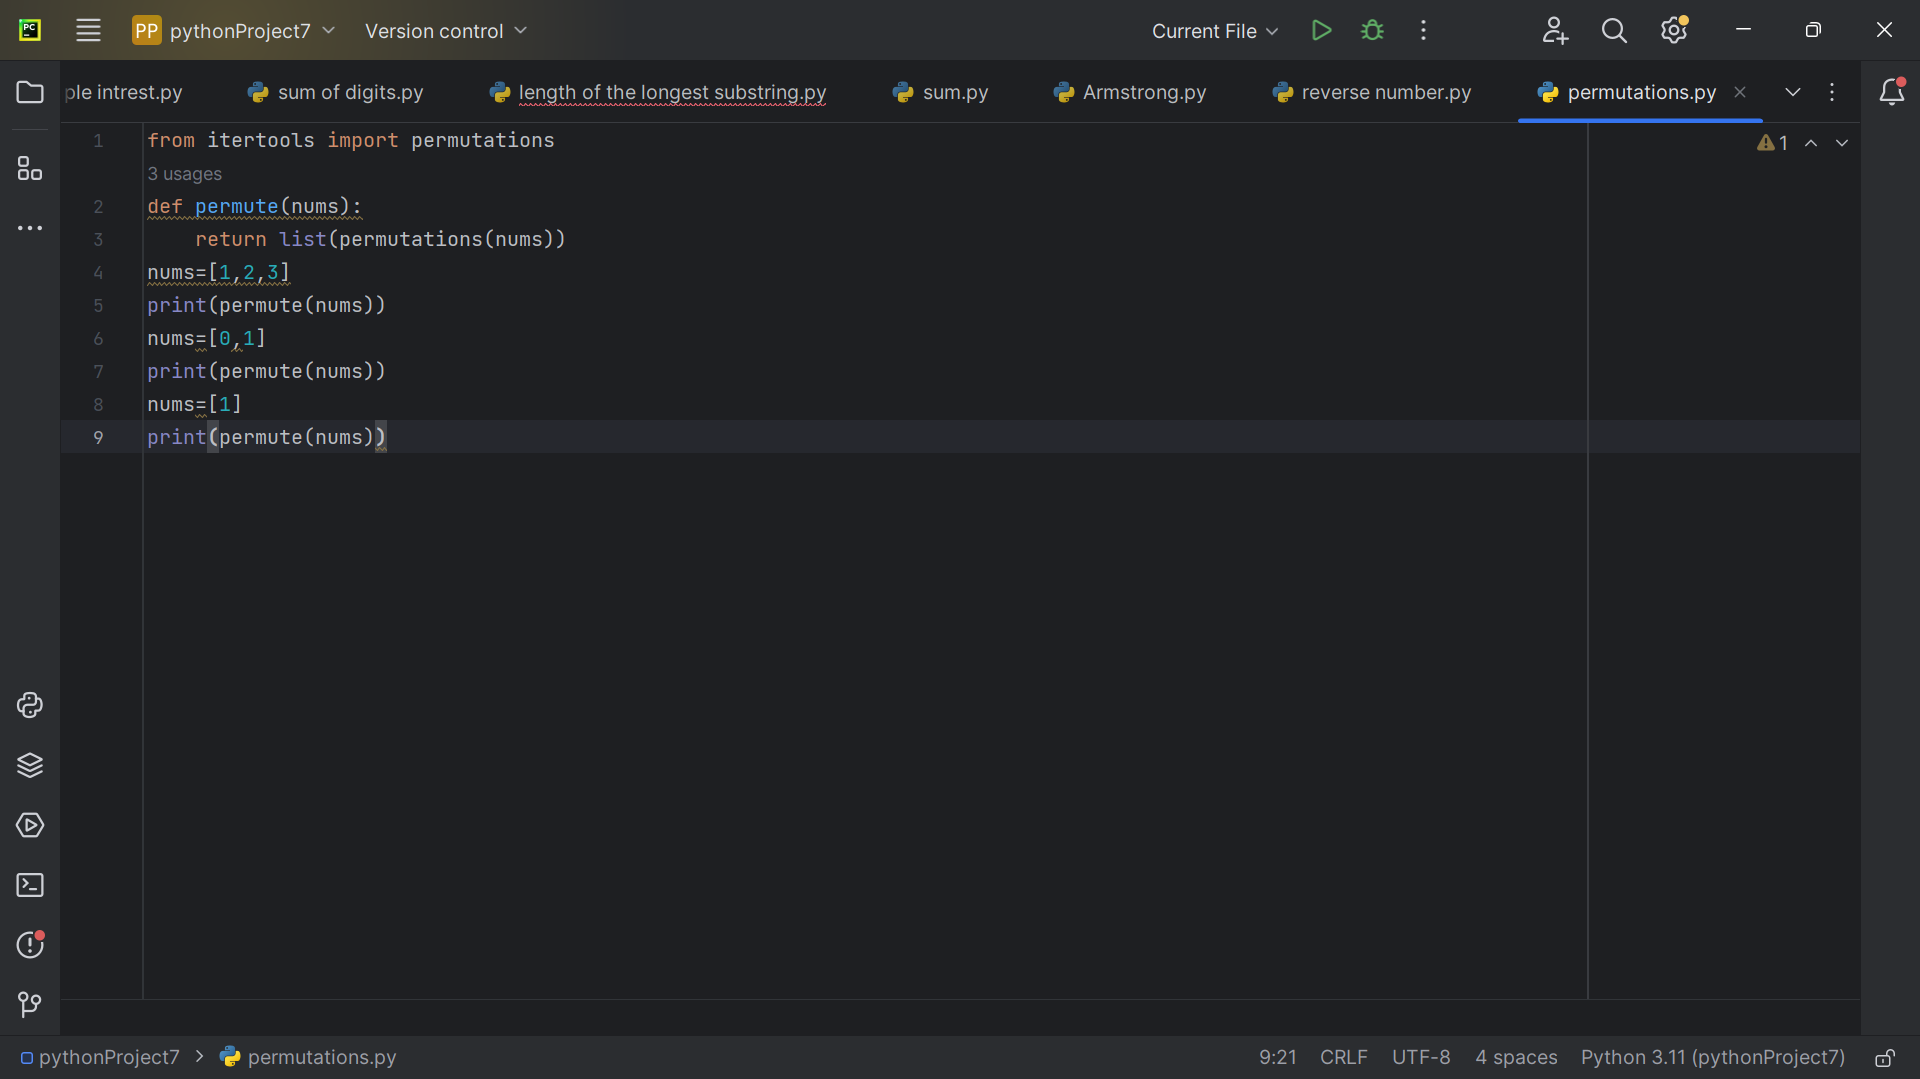 PC
PP pythonProject7 Version control Current File
ple intrest.py sum of digits.py length of the longest substring.py sum.py Armstrong.py reverse number.py permutations.py
1 from itertools import permutations 1
3 usages
2 def permute(nums):
3     return list(permutations(nums))
4 nums=[1,2,3]
5 print(permute(nums))
6 nums=[0,1]
7 print(permute(nums))
8 nums=[1]
9 print(permute(nums))
pythonProject7 > permutations.py 9:21 CRLF UTF-8 4 spaces Python 3.11 (pythonProject7)